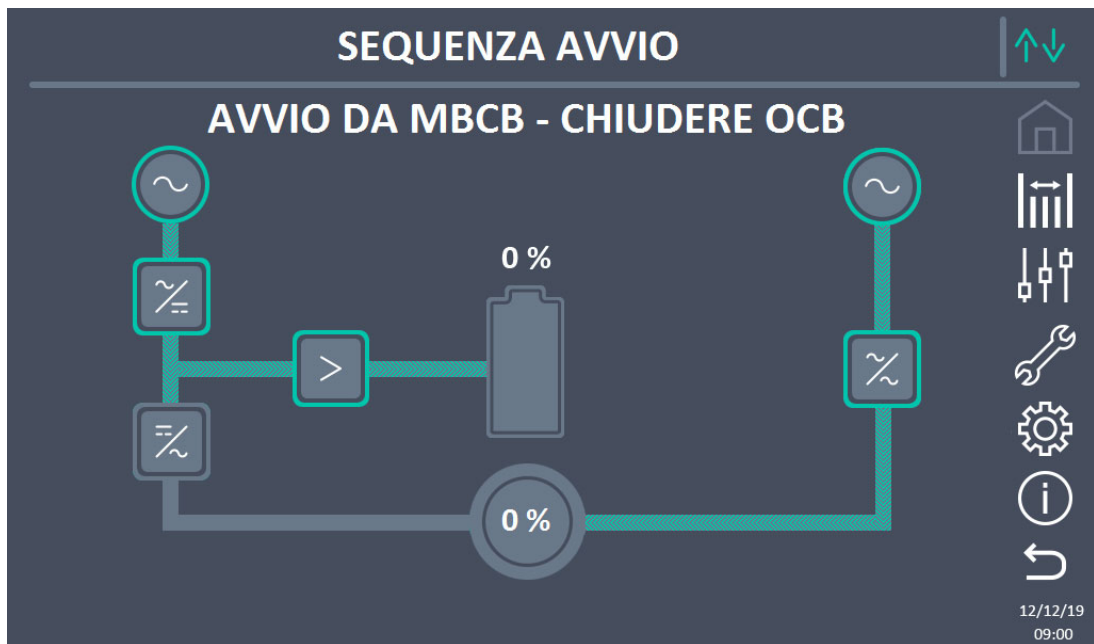 SEQUENZA AVVIO
AVVIO DA MBCB - CHIUDERE OCB
0 %
0 %
12/12/19
09:00